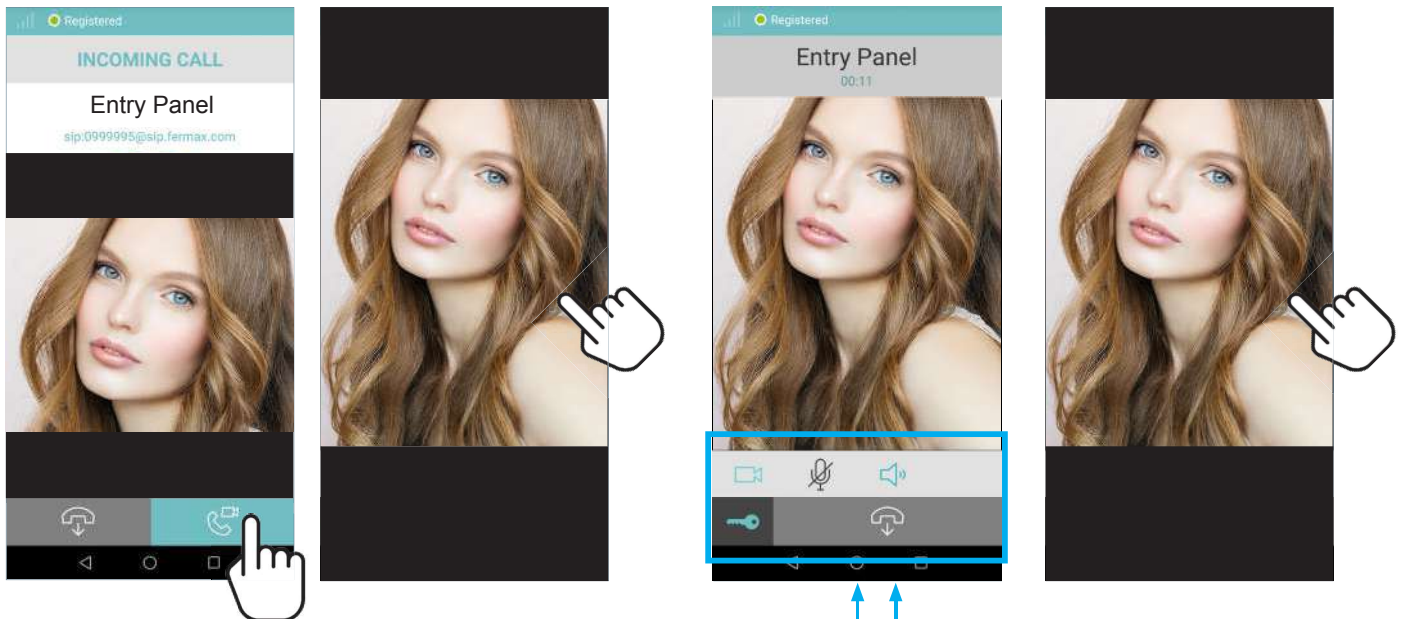 Registered
INCOMING CALL
Entry Panel
sip:0999995@sip.fermax.com
Registered
Entry Panel
00:11